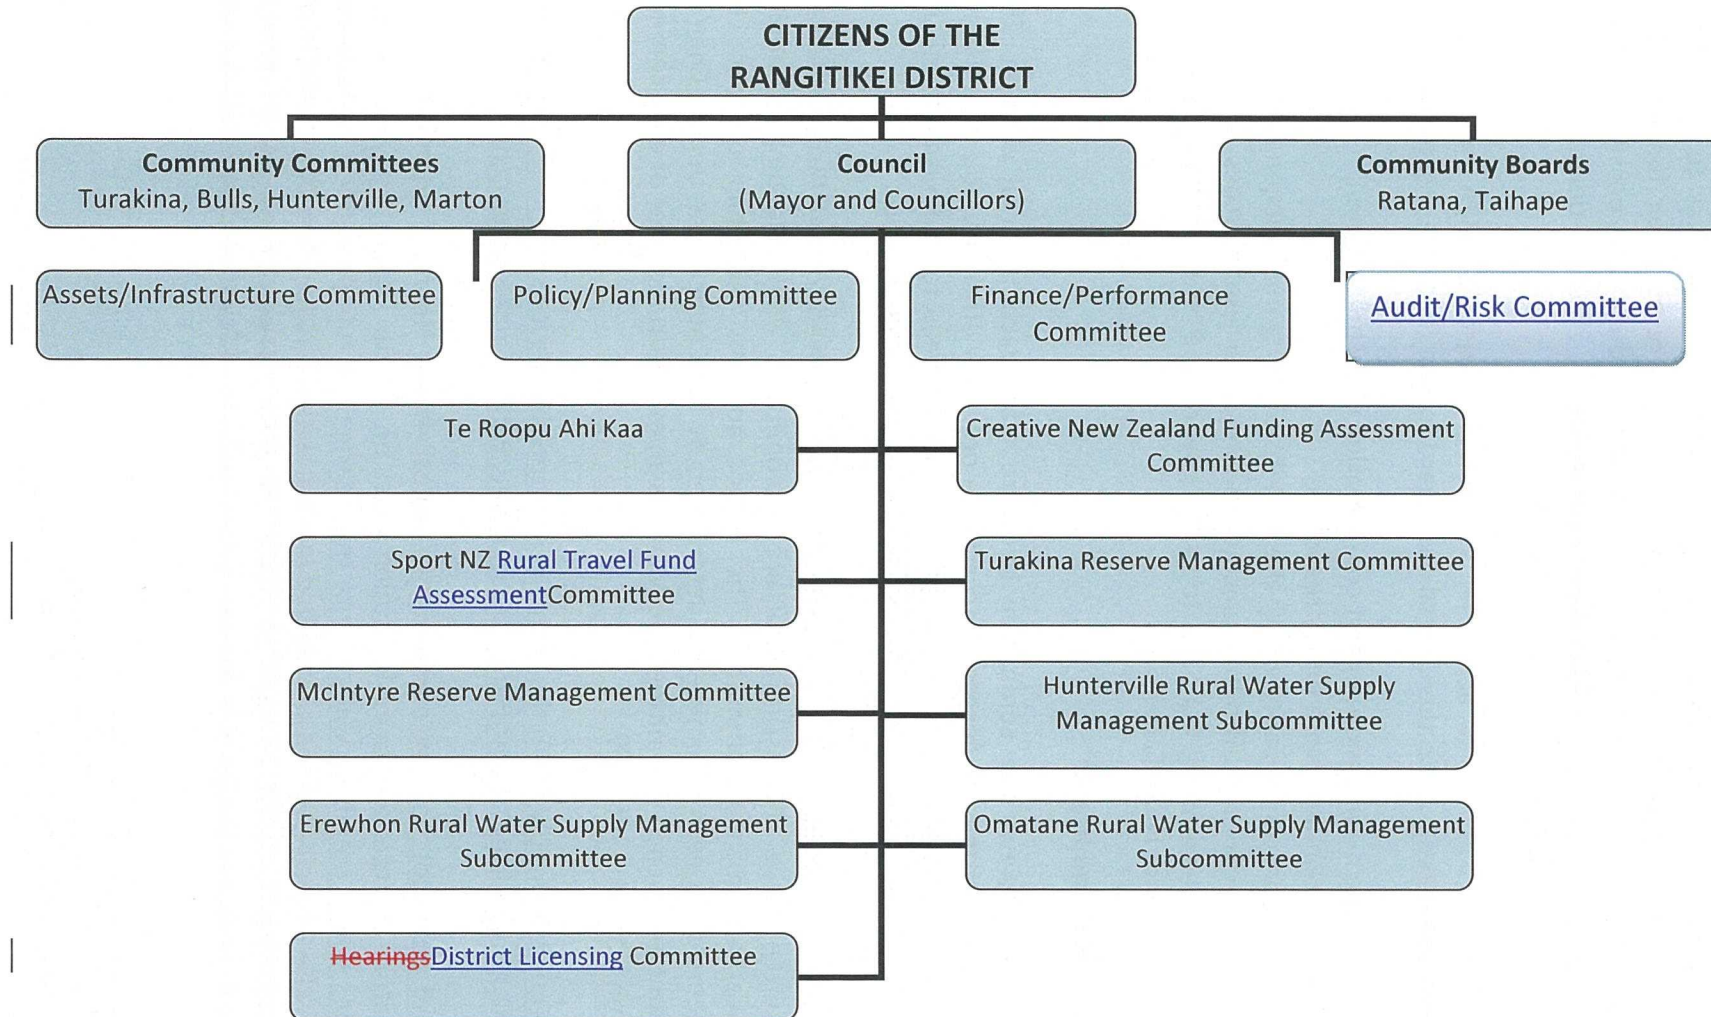 CITIZENS OF THE
RANGITIKEI DISTRICT
Community Committees
Turakina, Bulls, Hunterville, Marton
Council
(Mayor and Councillors)
Community Boards
Ratana, Taihape
Assets/Infrastructure Committee
Policy/Planning Committee
Finance/Performance
Committee
Audit/Risk Committee
Te Roopu Ahi Kaa
Creative New Zealand Funding Assessment
Committee
Sport NZ Rural Travel Fund
AssessmentCommittee
Turakina Reserve Management Committee
McIntyre Reserve Management Committee
Hunterville Rural Water Supply
Management Subcommittee
Erewhon Rural Water Supply Management
Subcommittee
Omatane Rural Water Supply Management
Subcommittee
HearingsDistrict Licensing Committee